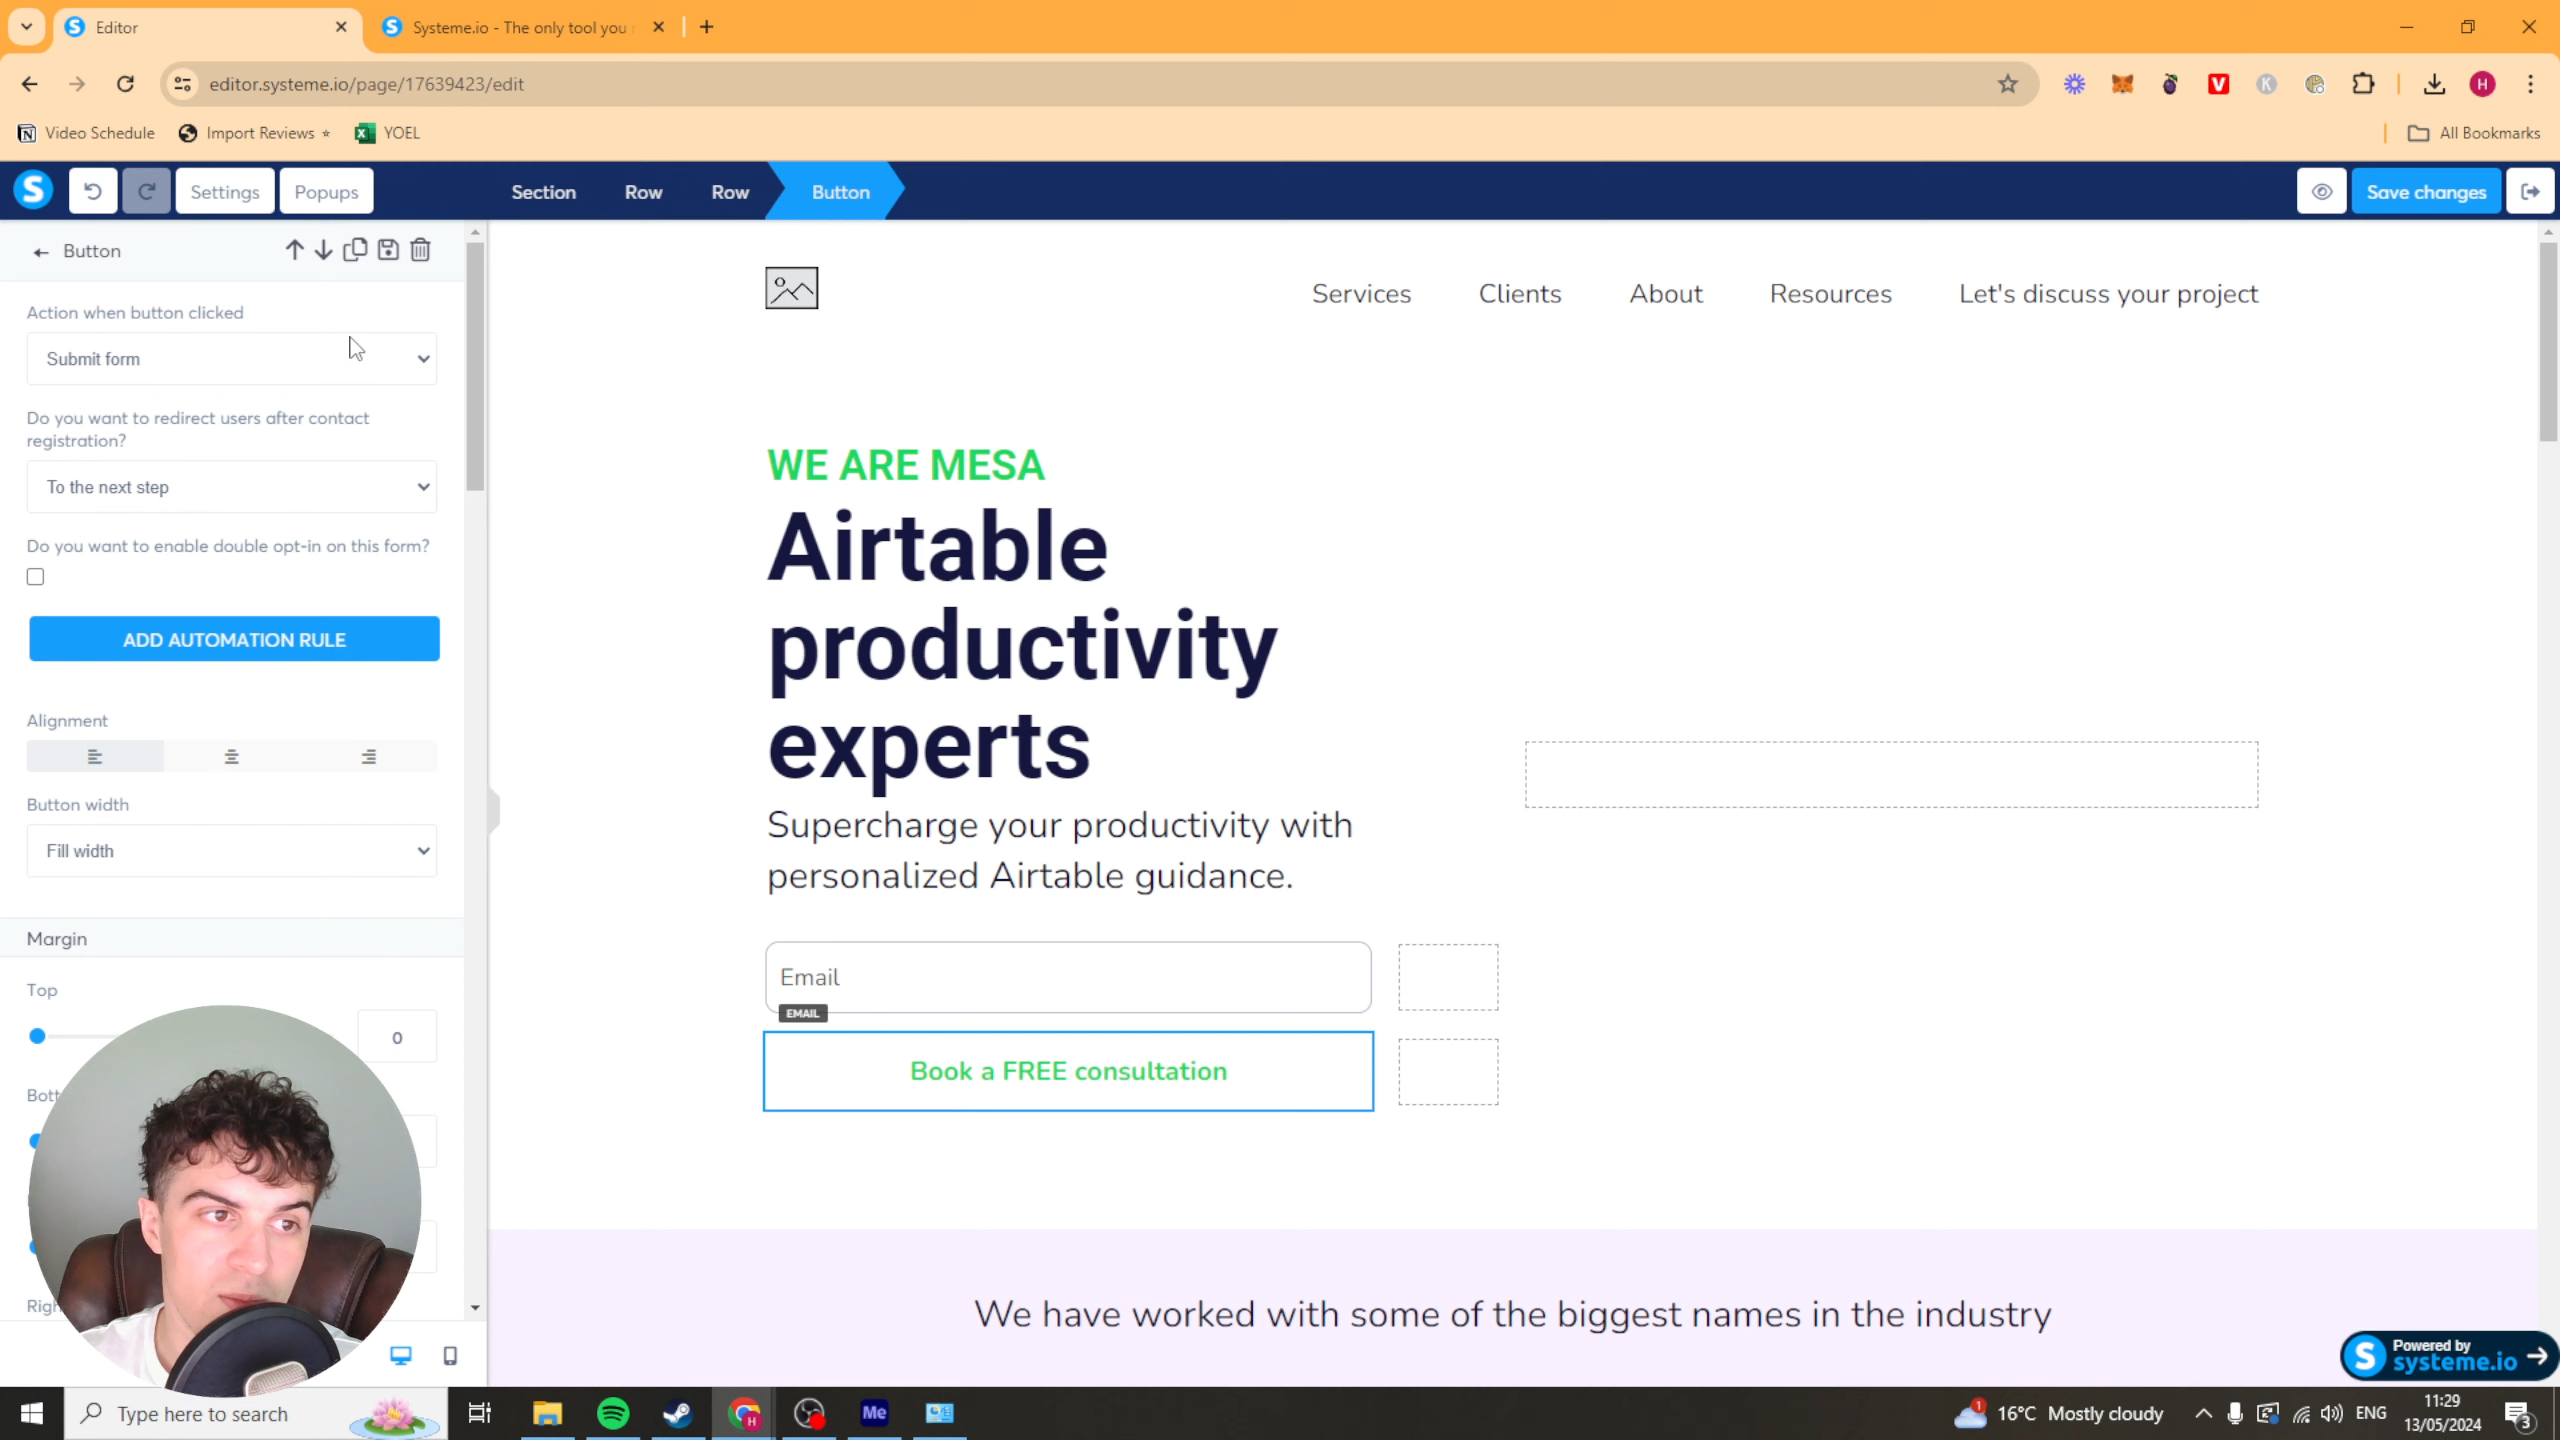 Editor
Systeme.io - The only tool you
editor.systeme.io/page/17639423/edit
Video Schedule
Import Reviews ⭐
YOEL
All Bookmarks
Settings
Popups
Section
Row
Row
Button
Save changes
Button
Action when button clicked
Submit form
Do you want to redirect users after contact
registration?
To the next step
Do you want to enable double opt-in on this form?
ADD AUTOMATION RULE
Alignment
Button width
Fill width
Margin
Top
0
Bott
Righ
Services
Clients
About
Resources
Let's discuss your project
WE ARE MESA
Airtable
productivity
experts
Supercharge your productivity with
personalized Airtable guidance.
Email
EMAIL
Book a FREE consultation
We have worked with some of the biggest names in the industry
Powered by
systeme.io
Type here to search
Me
1
16°C Mostly cloudy
ENG
11:29
13/05/2024
3